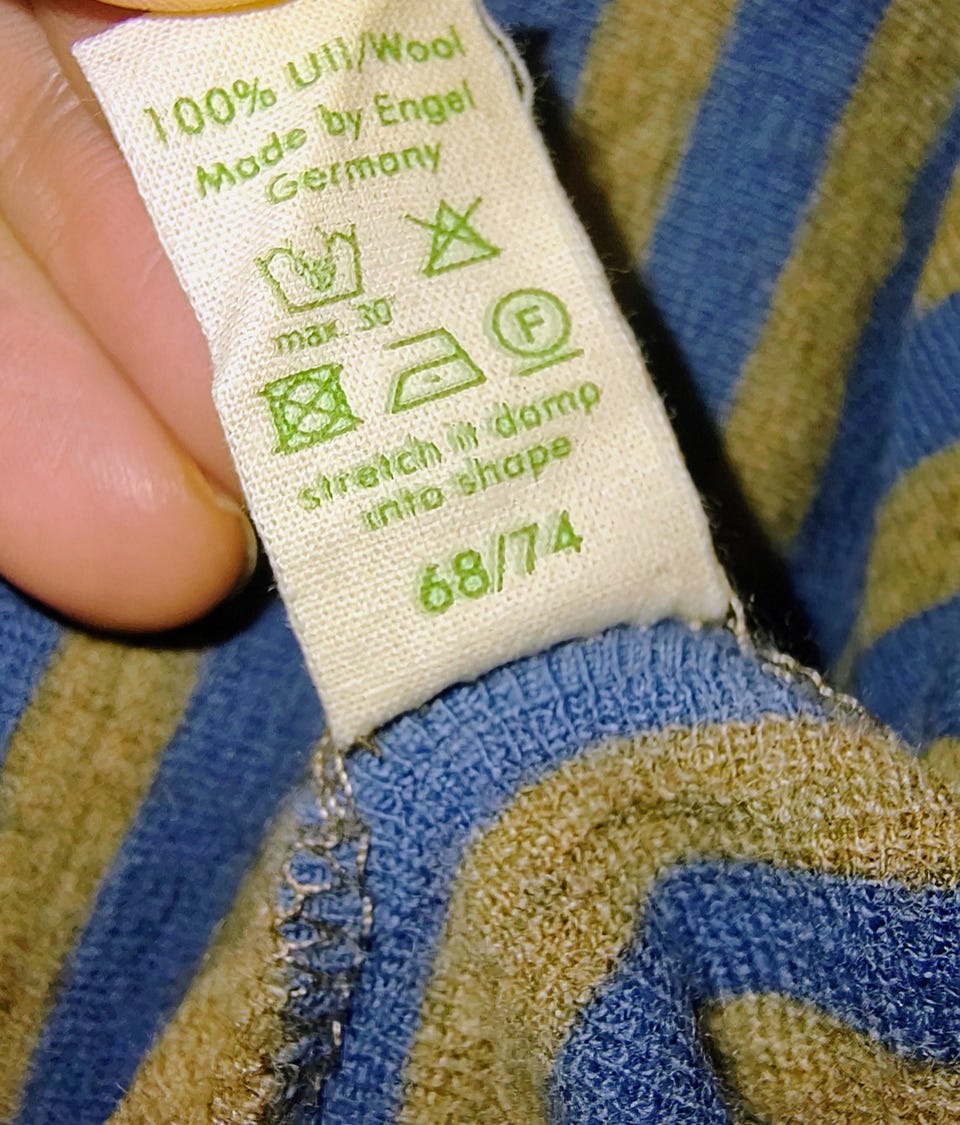 100% Ull/Wool
Made by Engel
Germany
max 30
F
stretch it damp
into shape
68/74